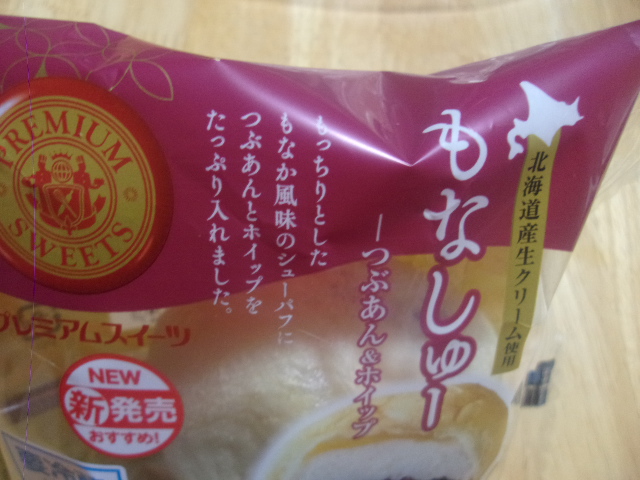 北海道産生クリーム使用
もなしゅー
つぶあん&ホイップ
もっちりとした
もなか風味のシューパフに
つぶあんとホイップを
たっぷり入れました。
PREMIUM
SWEETS
プレミアムスイーツ
NEW
新発売
おすすめ!